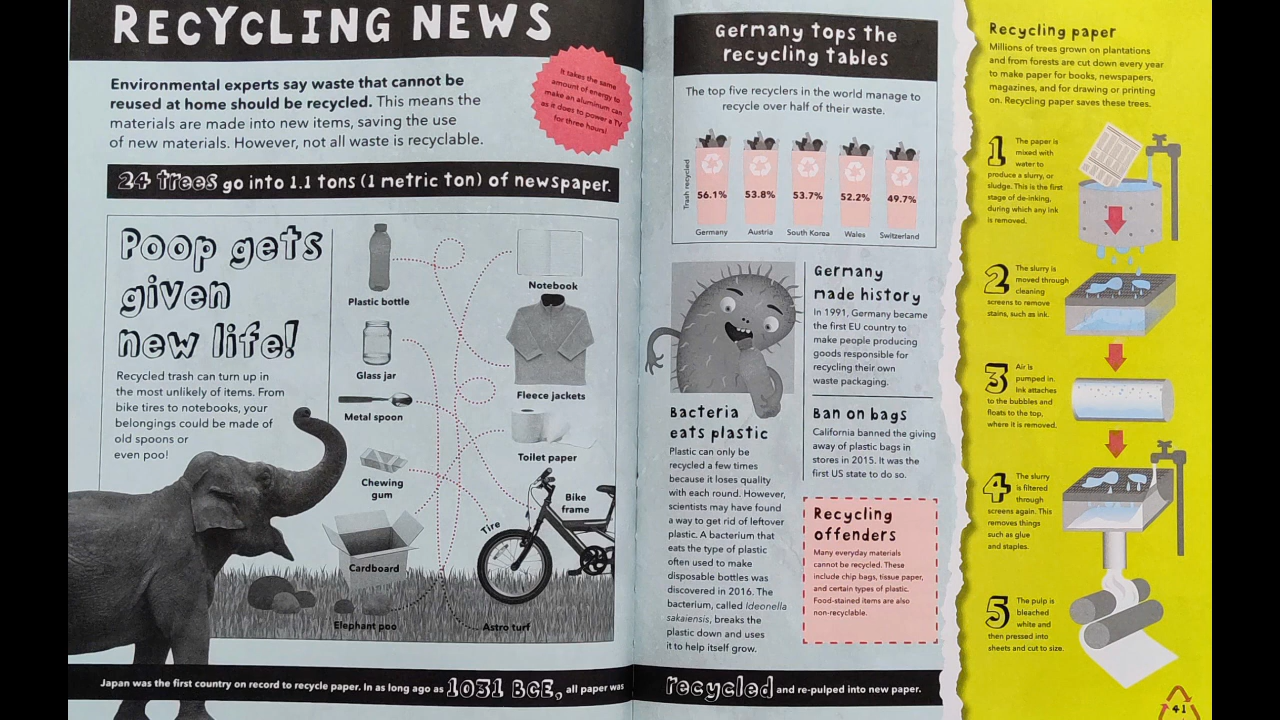 RECYCLING NEWS
Environmental experts say waste that cannot be
reused at home should be recycled. This means the
materials are made into new items, saving the use
of new materials. However, not all waste is recyclable.
It takes the same
amount of energy to
make an aluminum can
as it does to power a TV
for three hours!
24 trees go into 1.1 tons (1 metric ton) of newspaper.
Poop gets
given
new life!
Recycled trash can turn up in
the most unlikely of items. From
bike tires to notebooks, your
belongings could be made of
old spoons or
even poo!
Plastic bottle
Glass jar
Metal spoon
Chewing
gum
Cardboard
Elephant poo
Notebook
Fleece jackets
Toilet paper
Bike
frame
Tire
Astro turf
Germany tops the
recycling tables
The top five recyclers in the world manage to
recycle over half of their waste.
Trash recycled
56.1%
53.8%
53.7%
52.2%
49.7%
Germany
Austria
South Korea
Wales
Switzerland
Bacteria
eats plastic
Plastic can only be
recycled a few times
because it loses quality
with each round. However,
scientists may have found
a way to get rid of leftover
plastic. A bacterium that
eats the type of plastic
often used to make
disposable bottles was
discovered in 2016. The
bacterium, called Ideonella
sakaiensis, breaks the
plastic down and uses
it to help itself grow.
Germany
made history
In 1991, Germany became
the first EU country to
make people producing
goods responsible for
recycling their own
waste packaging.
Ban on bags
California banned the giving
away of plastic bags in
stores in 2015. It was the
first US state to do so.
Recycling
offenders
Many everyday materials
cannot be recycled. These
include chip bags, tissue paper,
and certain types of plastic.
Food-stained items are also
non-recyclable.
Japan was the first country on record to recycle paper. In as long ago as 1031 BCE, all paper was recycled and re-pulped into new paper.
Recycling paper
Millions of trees grown on plantations
and from forests are cut down every year
to make paper for books, newspapers,
magazines, and for drawing or printing
on. Recycling paper saves these trees.
1
The paper is
mixed with
water to
produce a slurry, or
sludge. This is the first
stage of de-inking,
during which any ink
is removed.
2
The slurry is
moved through
cleaning
screens to remove
stains, such as ink.
3
Air is
pumped in.
Ink attaches
to the bubbles and
floats to the top,
where it is removed.
4
The slurry
is filtered
through
screens again. This
removes things
such as glue
and staples.
5
The pulp is
bleached
white and
then pressed into
sheets and cut to size.
41